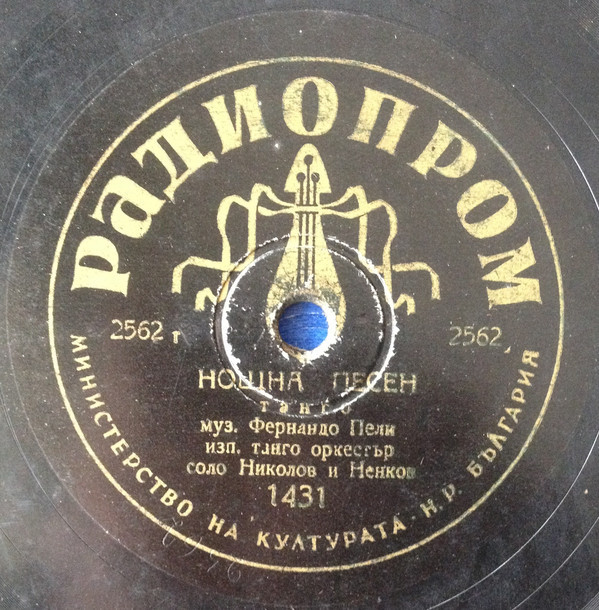 РАДИОПРОМ
2562 г
2562
НОЩНА ПЕСЕН
танго
муз. Фернандо Пели
изп. танго оркестър
соло Николов и Ненков
1431
МИНИСТЕРСТВО НА КУЛТУРАТА - Н.Р. БЪЛГАРИЯ